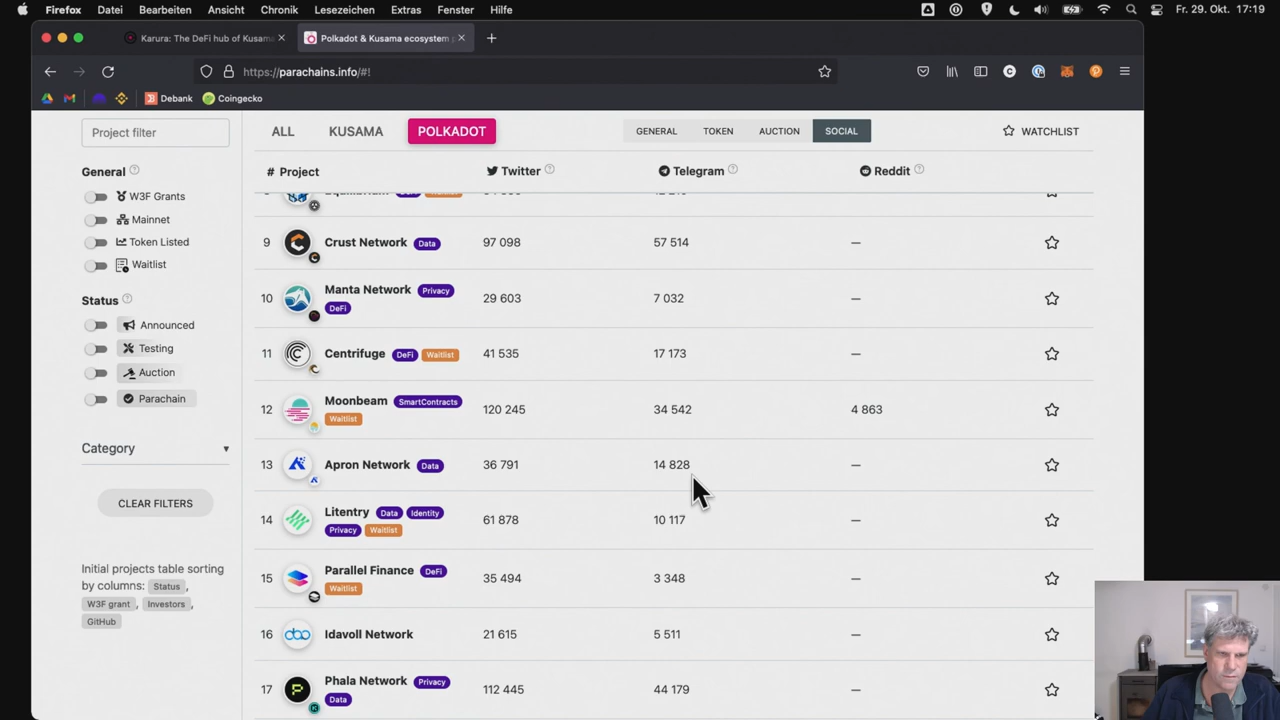 Firefox Datei Bearbeiten Ansicht Chronik Lesezeichen Extras Fenster Hilfe Fr. 29. Okt. 17:19
Karura: The DeFi hub of Kusama
Polkadot & Kusama ecosystem
https://parachains.info/#!
Debank Coingecko
Project filter
ALL KUSAMA POLKADOT GENERAL TOKEN AUCTION SOCIAL WATCHLIST
General
W3F Grants
Mainnet
Token Listed
Waitlist
Status
Announced
Testing
Auction
Parachain
Category
CLEAR FILTERS
Initial projects table sorting
by columns: Status,
W3F grant, Investors,
GitHub
# Project Twitter Telegram Reddit
9 Crust Network Data 97 098 57 514 —
10 Manta Network Privacy DeFi 29 603 7 032 —
11 Centrifuge DeFi Waitlist 41 535 17 173 —
12 Moonbeam SmartContracts Waitlist 120 245 34 542 4 863
13 Apron Network Data 36 791 14 828 —
14 Litentry Data Identity Privacy Waitlist 61 878 10 117 —
15 Parallel Finance DeFi Waitlist 35 494 3 348 —
16 Idavoll Network 21 615 5 511 —
17 Phala Network Privacy Data 112 445 44 179 —